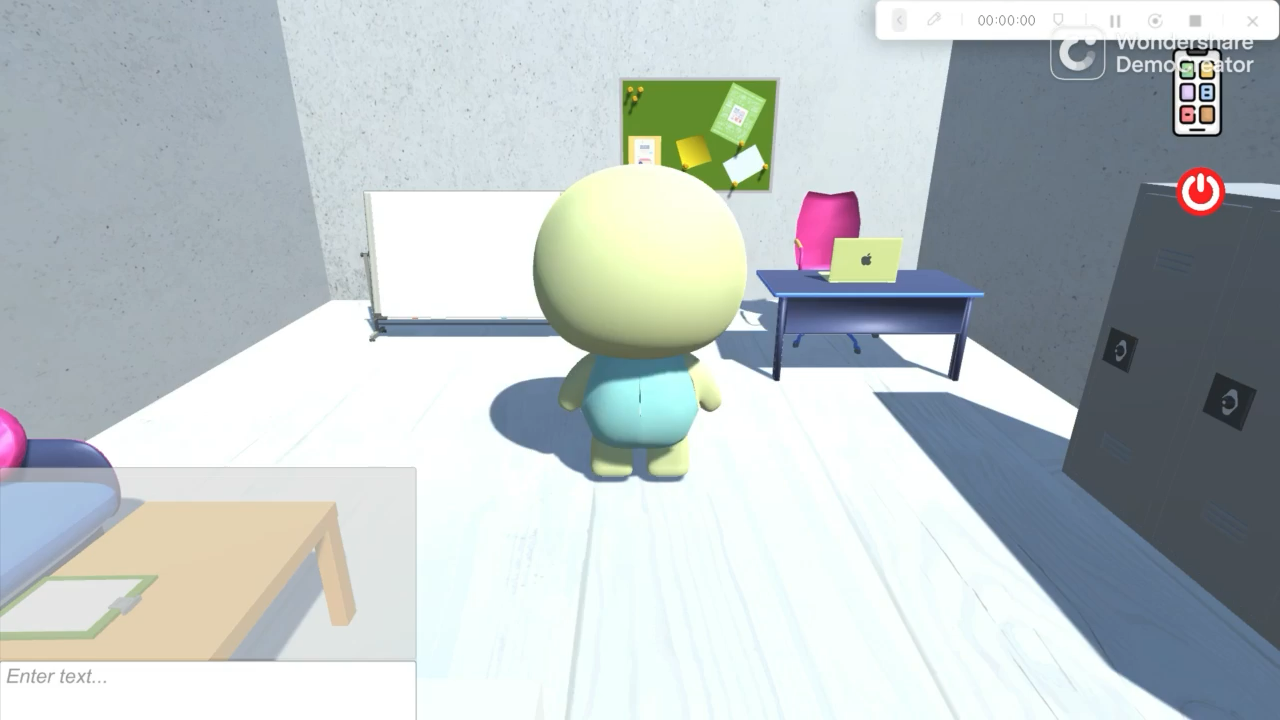 00:00:00
Wondershare
DemoCreator
Enter text...